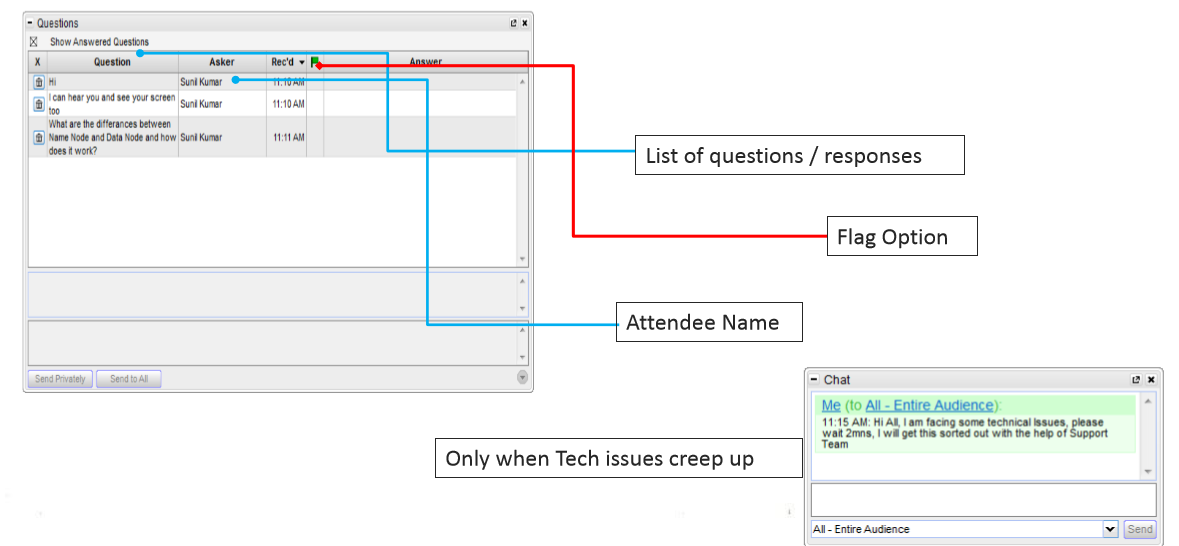 Questions
Show Answered Questions
X Question Asker Rec'd Answer
Hi Sunil Kumar 11:10 AM
I can hear you and see your screen
too Sunil Kumar 11:10 AM
What are the differances between
Name Node and Data Node and how Sunil Kumar 11:11 AM
does it work?
List of questions / responses
Flag Option
Attendee Name
Send Privately Send to All
Chat
Me (to All - Entire Audience):
11:15 AM: Hi All, I am facing some technical Issues, please
wait 2mns, I will get this sorted out with the help of Support
Team
Only when Tech issues creep up
All - Entire Audience Send